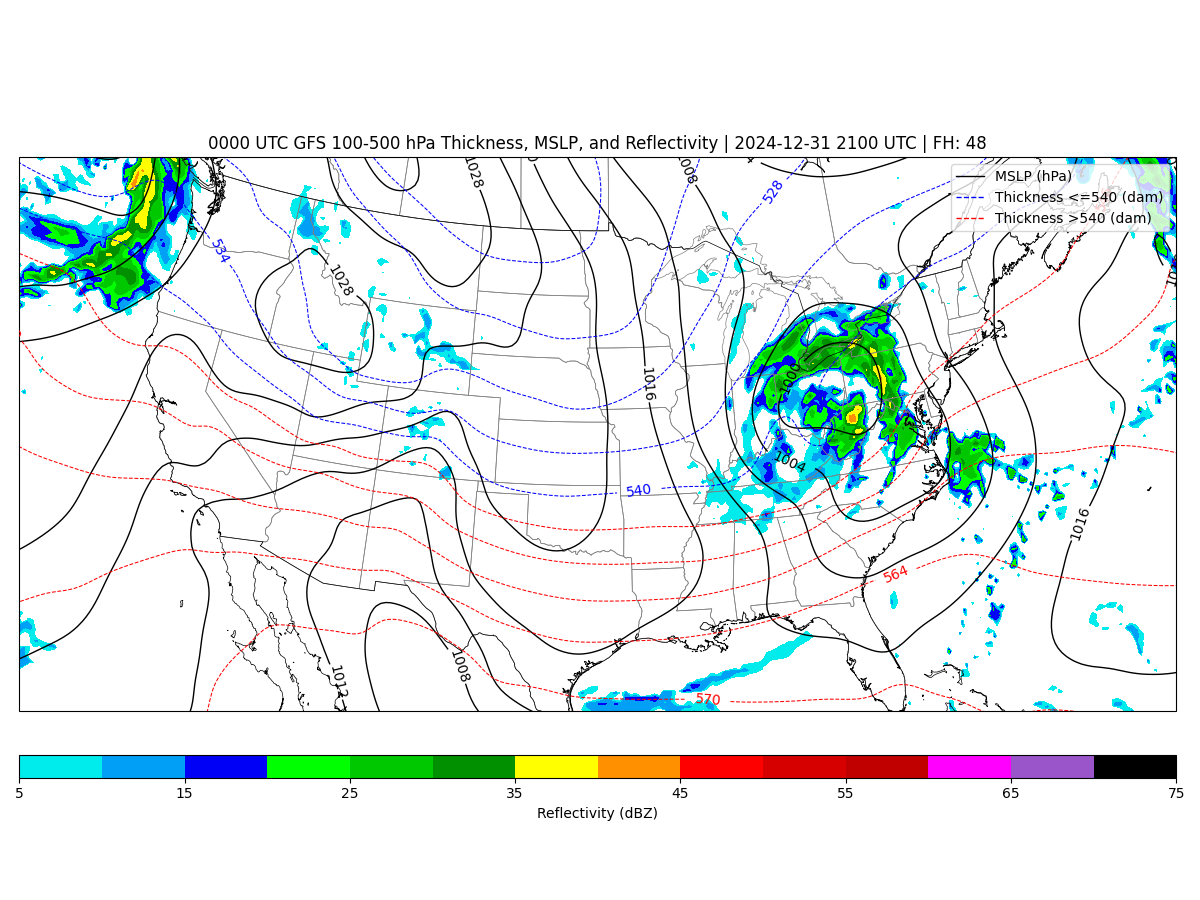 0000 UTC GFS 100-500 hPa Thickness, MSLP, and Reflectivity | 2024-12-31 2100 UTC | FH: 48
MSLP (hPa)
Thickness <=540 (dam)
Thickness >540 (dam)
1028
1008
528
534
1028
1016
1000
1004
540
1016
564
1008
1012
570
5 15 25 35 45 55 65 75
Reflectivity (dBZ)